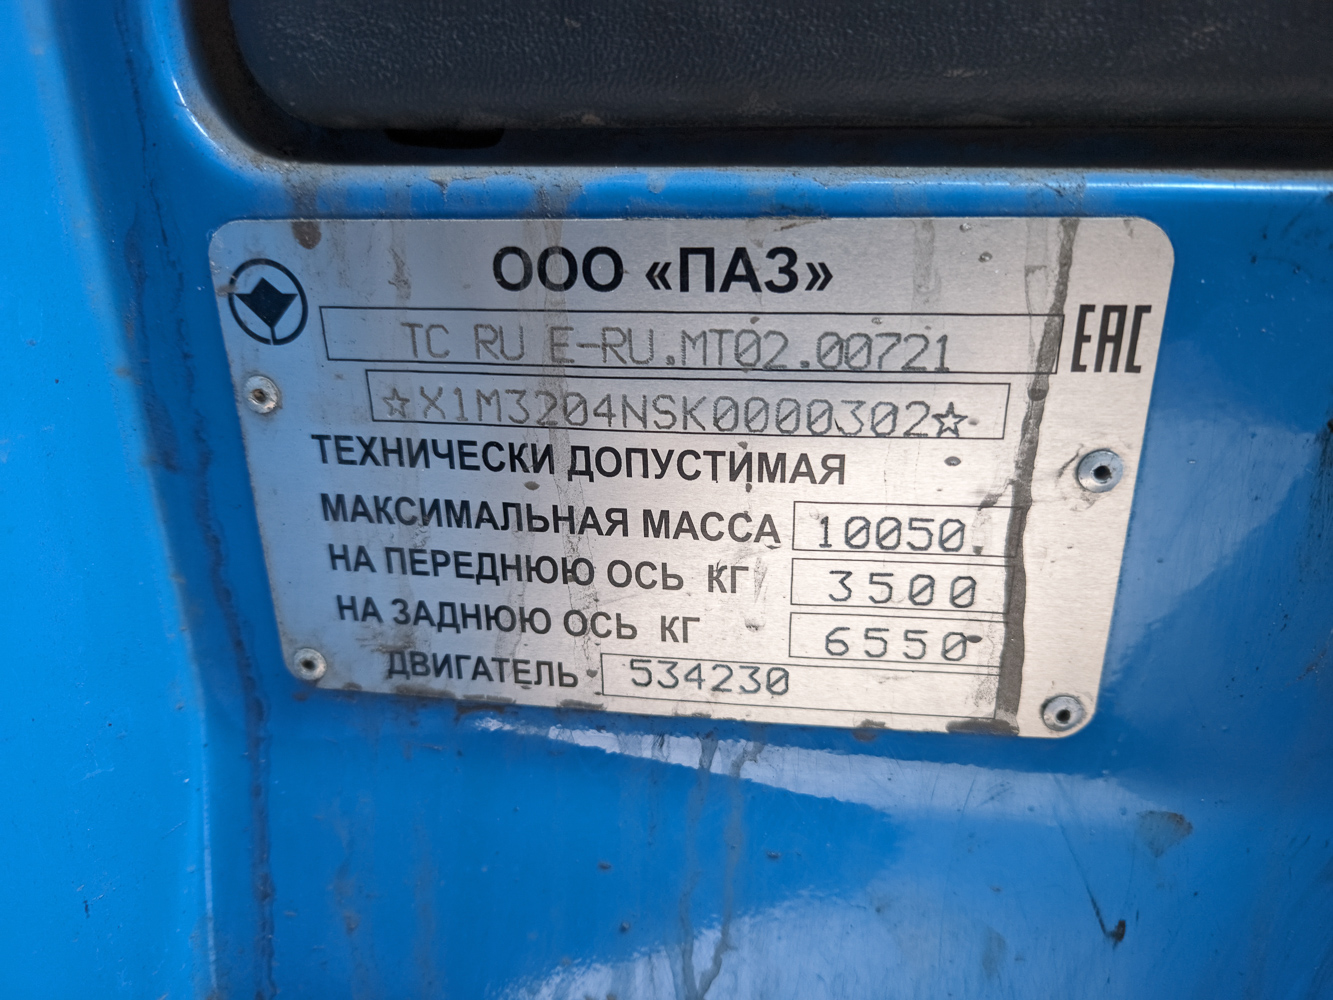 ООО «ПАЗ»
ТС RU Е-RU.МТ02.00721
EAC
☆X1M3204NSK0000302☆
ТЕХНИЧЕСКИ ДОПУСТИМАЯ
МАКСИМАЛЬНАЯ МАССА 10050
НА ПЕРЕДНЮЮ ОСЬ КГ 3500
НА ЗАДНЮЮ ОСЬ КГ 6550
ДВИГАТЕЛЬ 534230